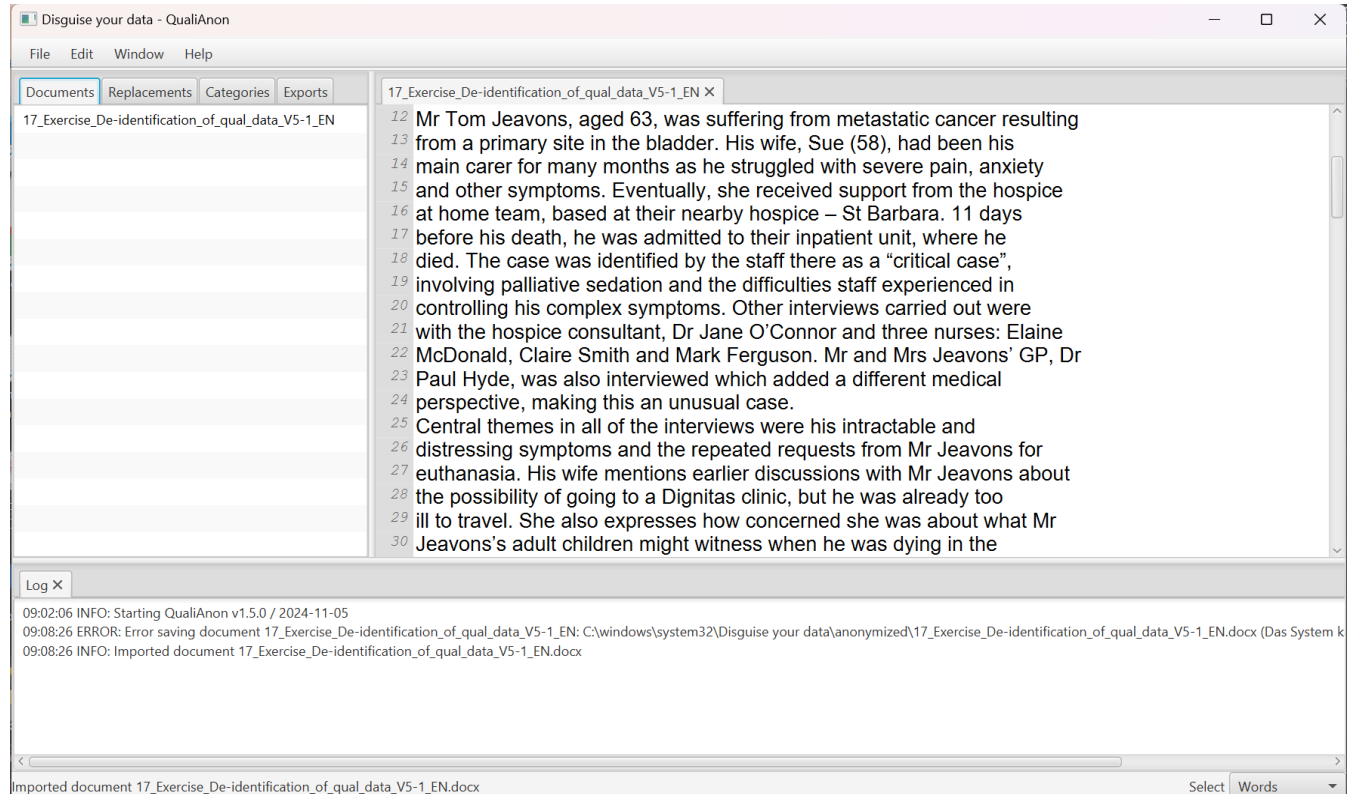 Disguise your data - QualiAnon
File Edit Window Help
Documents Replacements Categories Exports
17_Exercise_De-identification_of_qual_data_V5-1_EN
17_Exercise_De-identification_of_qual_data_V5-1_EN
12 Mr Tom Jeavons, aged 63, was suffering from metastatic cancer resulting
13 from a primary site in the bladder. His wife, Sue (58), had been his
14 main carer for many months as he struggled with severe pain, anxiety
15 and other symptoms. Eventually, she received support from the hospice
16 at home team, based at their nearby hospice – St Barbara. 11 days
17 before his death, he was admitted to their inpatient unit, where he
18 died. The case was identified by the staff there as a “critical case”,
19 involving palliative sedation and the difficulties staff experienced in
20 controlling his complex symptoms. Other interviews carried out were
21 with the hospice consultant, Dr Jane O’Connor and three nurses: Elaine
22 McDonald, Claire Smith and Mark Ferguson. Mr and Mrs Jeavons’ GP, Dr
23 Paul Hyde, was also interviewed which added a different medical
24 perspective, making this an unusual case.
25 Central themes in all of the interviews were his intractable and
26 distressing symptoms and the repeated requests from Mr Jeavons for
27 euthanasia. His wife mentions earlier discussions with Mr Jeavons about
28 the possibility of going to a Dignitas clinic, but he was already too
29 ill to travel. She also expresses how concerned she was about what Mr
30 Jeavons’s adult children might witness when he was dying in the
Log
09:02:06 INFO: Starting QualiAnon v1.5.0 / 2024-11-05
09:08:26 ERROR: Error saving document 17_Exercise_De-identification_of_qual_data_V5-1_EN: C:\windows\system32\Disguise your data\anonymized\17_Exercise_De-identification_of_qual_data_V5-1_EN.docx (Das System k
09:08:26 INFO: Imported document 17_Exercise_De-identification_of_qual_data_V5-1_EN.docx
Imported document 17_Exercise_De-identification_of_qual_data_V5-1_EN.docx
Select Words